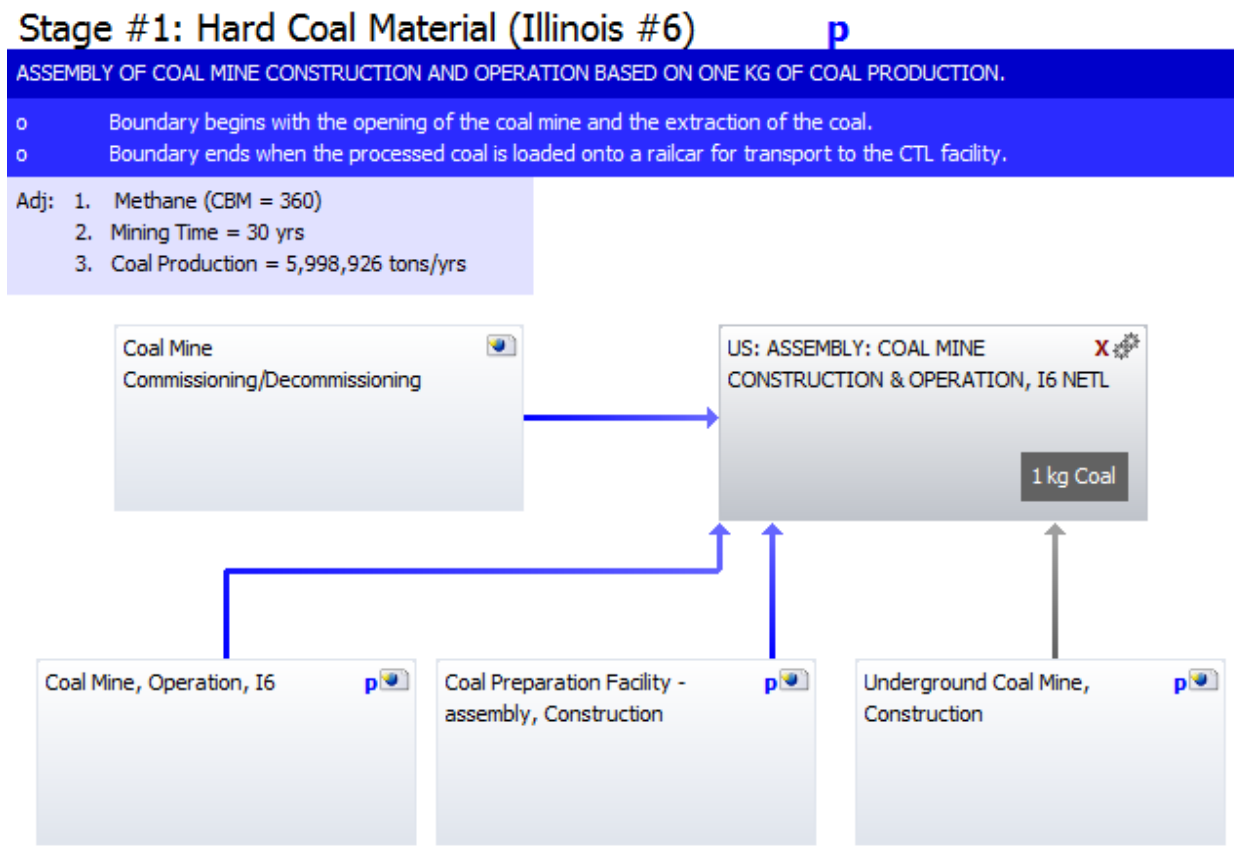 Stage #1: Hard Coal Material (Illinois #6) p
ASSEMBLY OF COAL MINE CONSTRUCTION AND OPERATION BASED ON ONE KG OF COAL PRODUCTION.
o Boundary begins with the opening of the coal mine and the extraction of the coal.
o Boundary ends when the processed coal is loaded onto a railcar for transport to the CTL facility.
Adj: 1. Methane (CBM = 360)
2. Mining Time = 30 yrs
3. Coal Production = 5,998,926 tons/yrs
Coal Mine
Commissioning/Decommissioning
US: ASSEMBLY: COAL MINE X
CONSTRUCTION & OPERATION, I6 NETL
1 kg Coal
Coal Mine, Operation, I6 p
Coal Preparation Facility - p
assembly, Construction
Underground Coal Mine, p
Construction